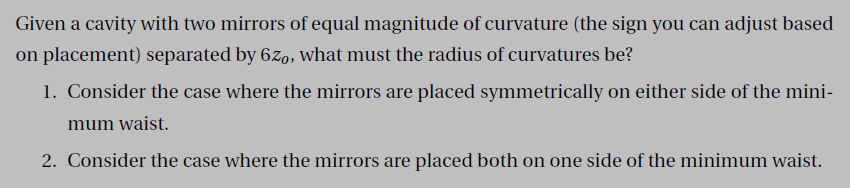 Given a cavity with two mirrors of equal magnitude of curvature (the sign you can adjust based
on placement) separated by 6z₀, what must the radius of curvatures be?
1. Consider the case where the mirrors are placed symmetrically on either side of the mini-
mum waist.
2. Consider the case where the mirrors are placed both on one side of the minimum waist.